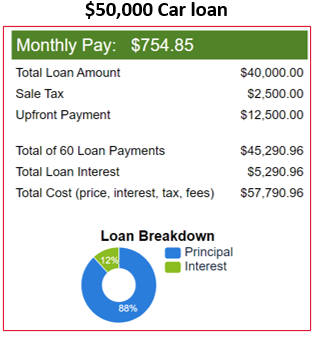 $50,000 Car loan
Monthly Pay: $754.85
Total Loan Amount $40,000.00
Sale Tax $2,500.00
Upfront Payment $12,500.00
Total of 60 Loan Payments $45,290.96
Total Loan Interest $5,290.96
Total Cost (price, interest, tax, fees) $57,790.96
Loan Breakdown
12%
88%
Principal
Interest